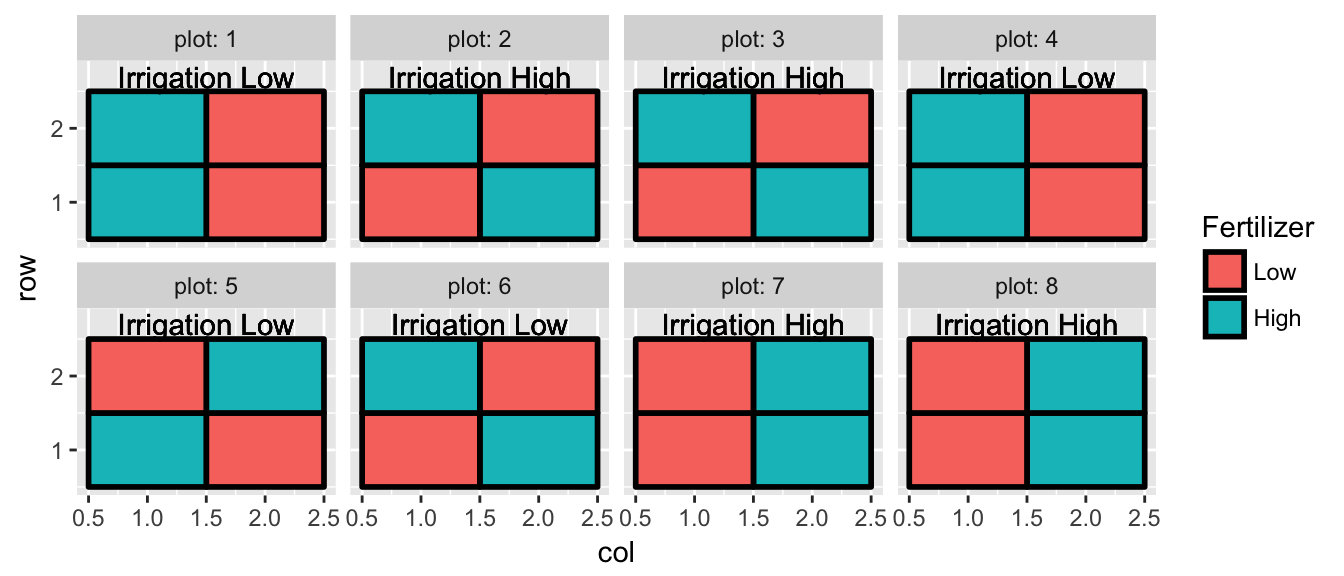 plot: 1 plot: 2 plot: 3 plot: 4
Irrigation Low Irrigation High Irrigation High Irrigation Low
2
1
plot: 5 plot: 6 plot: 7 plot: 8
Irrigation Low Irrigation Low Irrigation High Irrigation High
2
1
0.5 1.0 1.5 2.0 2.5 0.5 1.0 1.5 2.0 2.5 0.5 1.0 1.5 2.0 2.5 0.5 1.0 1.5 2.0 2.5
col
row
Fertilizer
Low
High